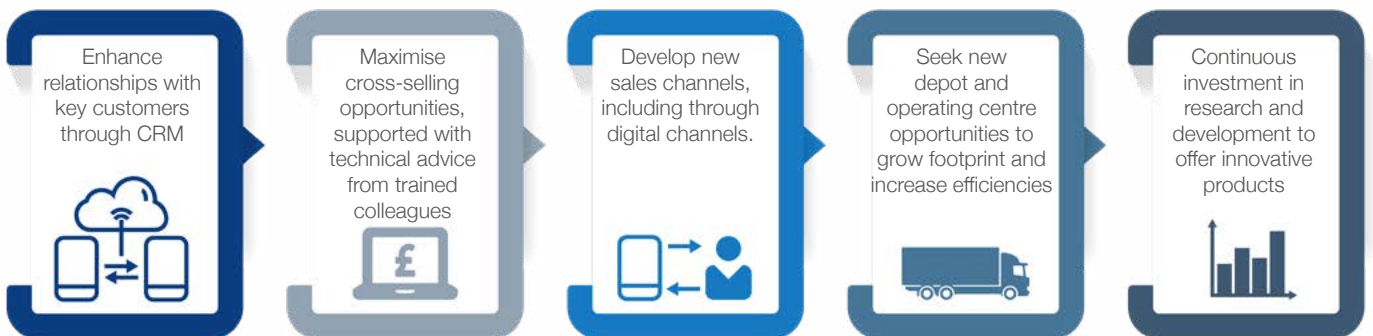 Enhance
relationships with
key customers
through CRM
Maximise
cross-selling
opportunities,
supported with
technical advice
from trained
colleagues
£
Develop new
sales channels,
including through
digital channels.
Seek new
depot and
operating centre
opportunities to
grow footprint and
increase efficiencies
Continuous
investment in
research and
development to
offer innovative
products